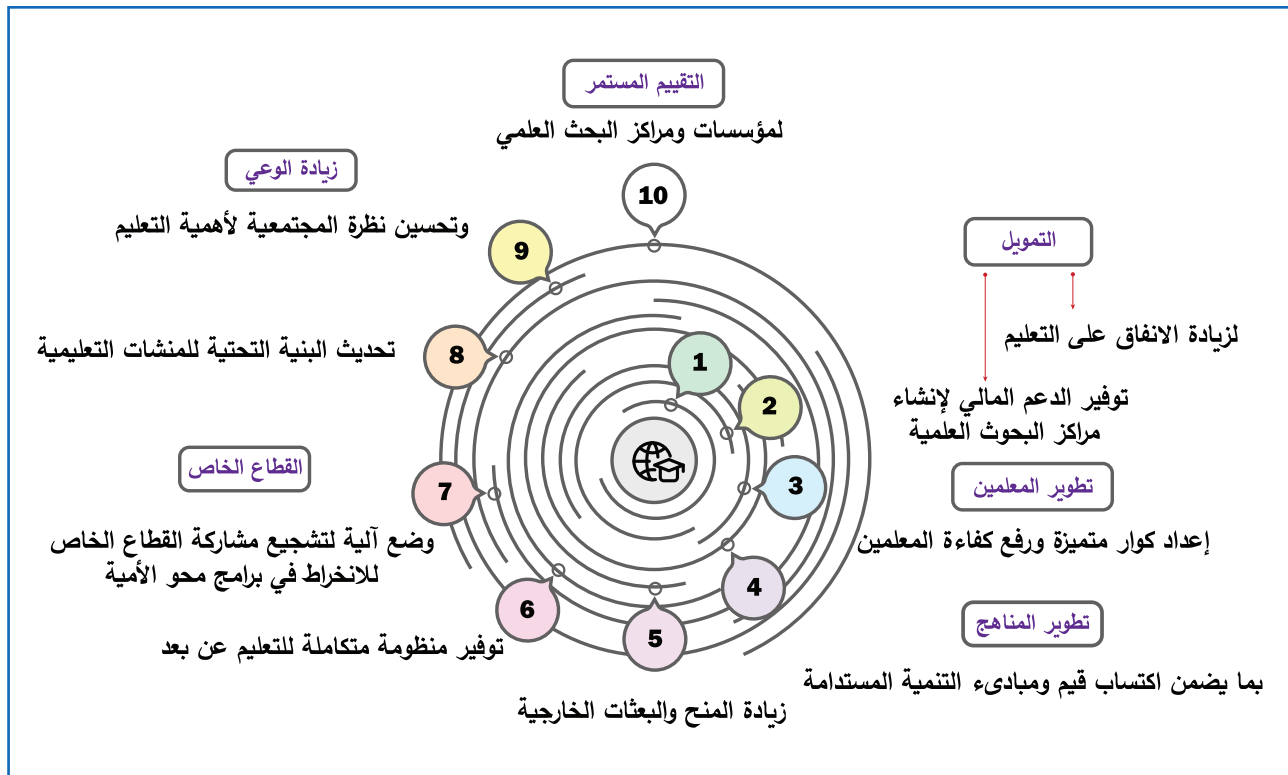 التقييم المستمر
لمؤسسات ومراكز البحث العلمي
10
زيادة الوعي
وتحسين نظرة المجتمعية لأهمية التعليم
9
التمويل
لزيادة الانفاق على التعليم
توفير الدعم المالي لإنشاء
مراكز البحوث العلمية
1
2
8
تحديث البنية التحتية للمنشات التعليمية
القطاع الخاص
وضع آلية لتشجيع مشاركة القطاع الخاص
للانخراط في برامج محو الأمية
7
تطوير المعلمين
إعداد كوار متميزة ورفع كفاءة المعلمين
3
4
تطوير المناهج
بما يضمن اكتساب قيم ومبادىء التنمية المستدامة
6
توفير منظومة متكاملة للتعليم عن بعد
5
زيادة المنح والبعثات الخارجية